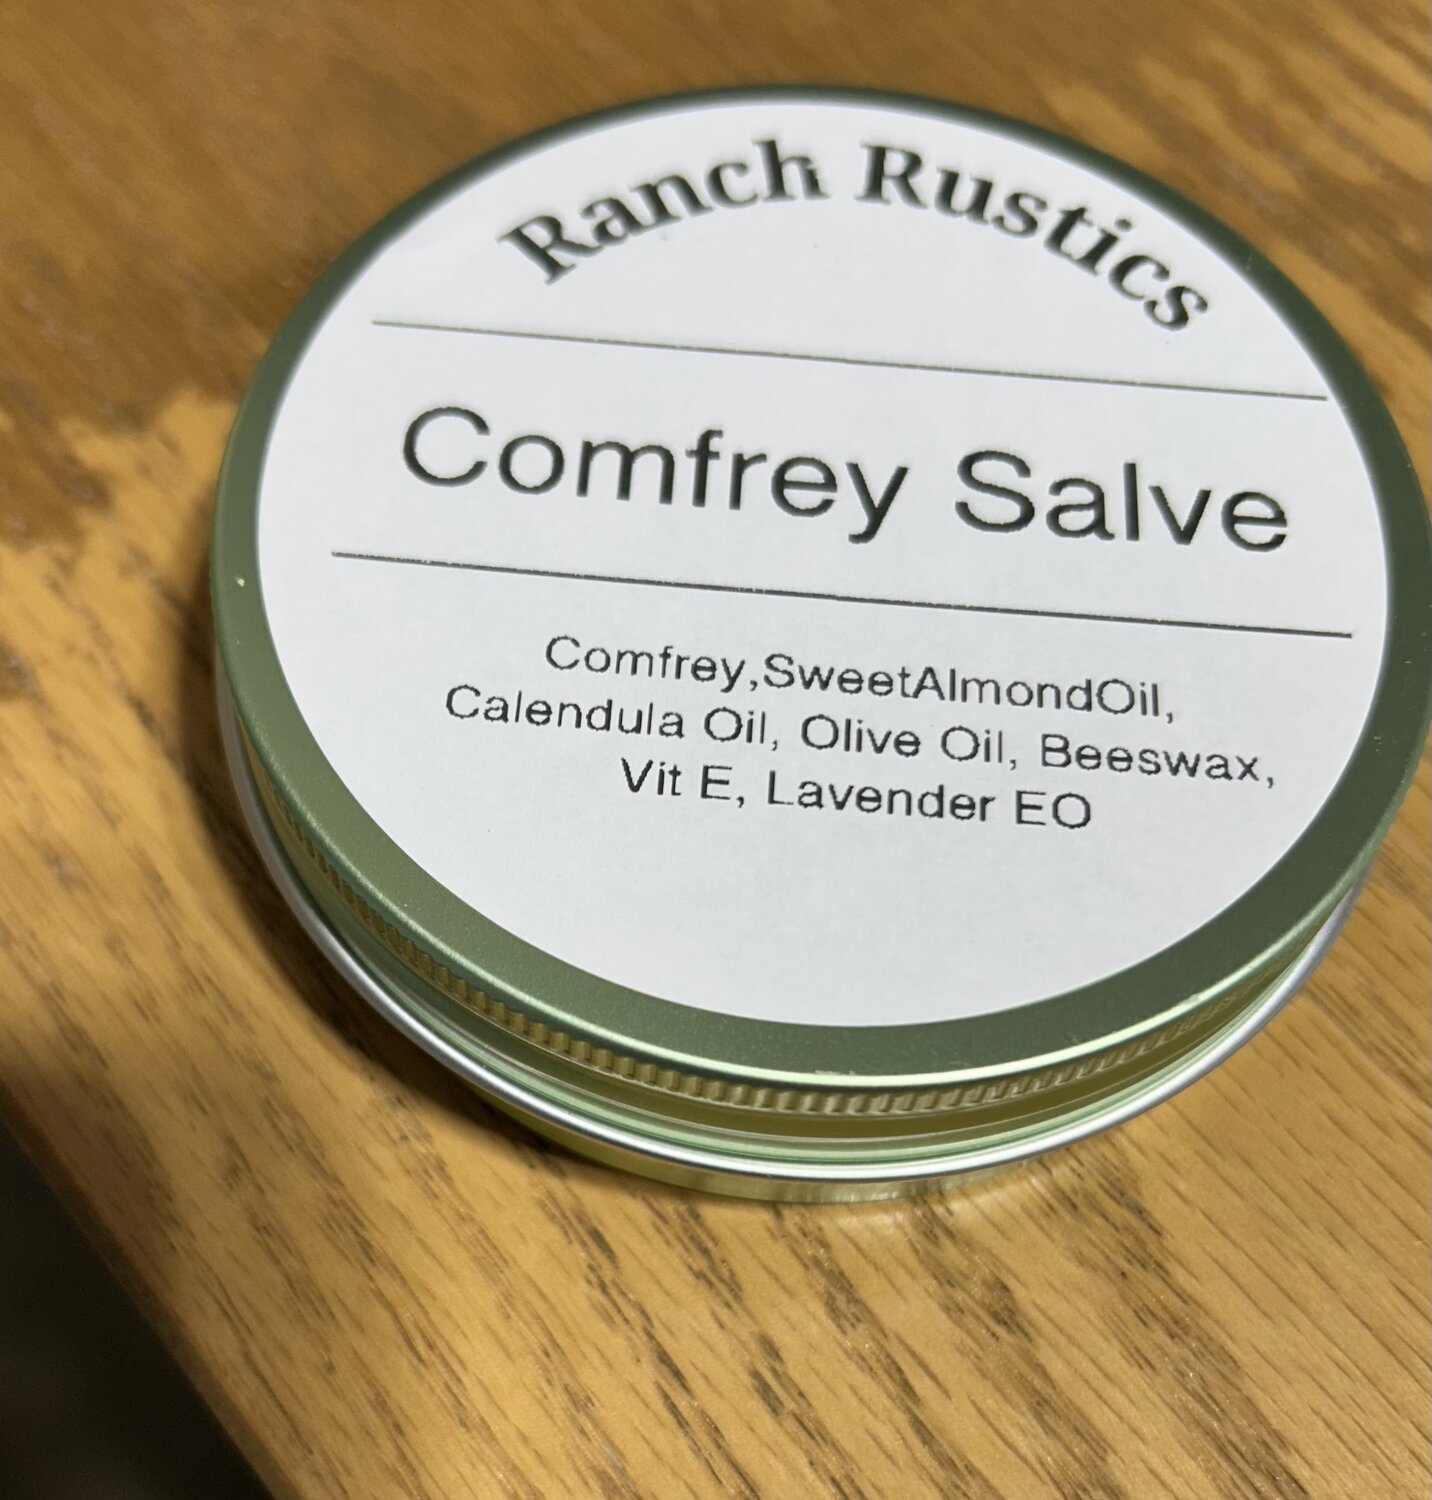 Ranch Rustics
Comfrey Salve
Comfrey,SweetAlmondOil,
Calendula Oil, Olive Oil, Beeswax,
Vit E, Lavender EO